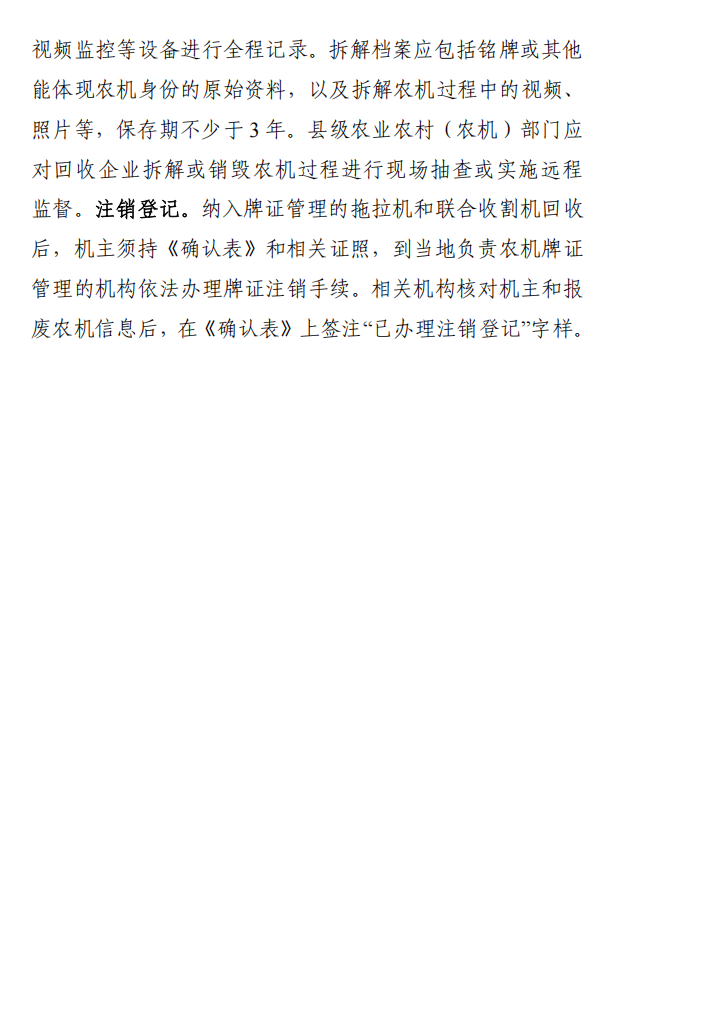 视频监控等设备进行全程记录。拆解档案应包括铭牌或其他
能体现农机身份的原始资料，以及拆解农机过程中的视频、
照片等，保存期不少于 3 年。县级农业农村（农机）部门应
对回收企业拆解或销毁农机过程进行现场抽查或实施远程
监督。注销登记。纳入牌证管理的拖拉机和联合收割机回收
后，机主须持《确认表》和相关证照，到当地负责农机牌证
管理的机构依法办理牌证注销手续。相关机构核对机主和报
废农机信息后，在《确认表》上签注“已办理注销登记”字样。